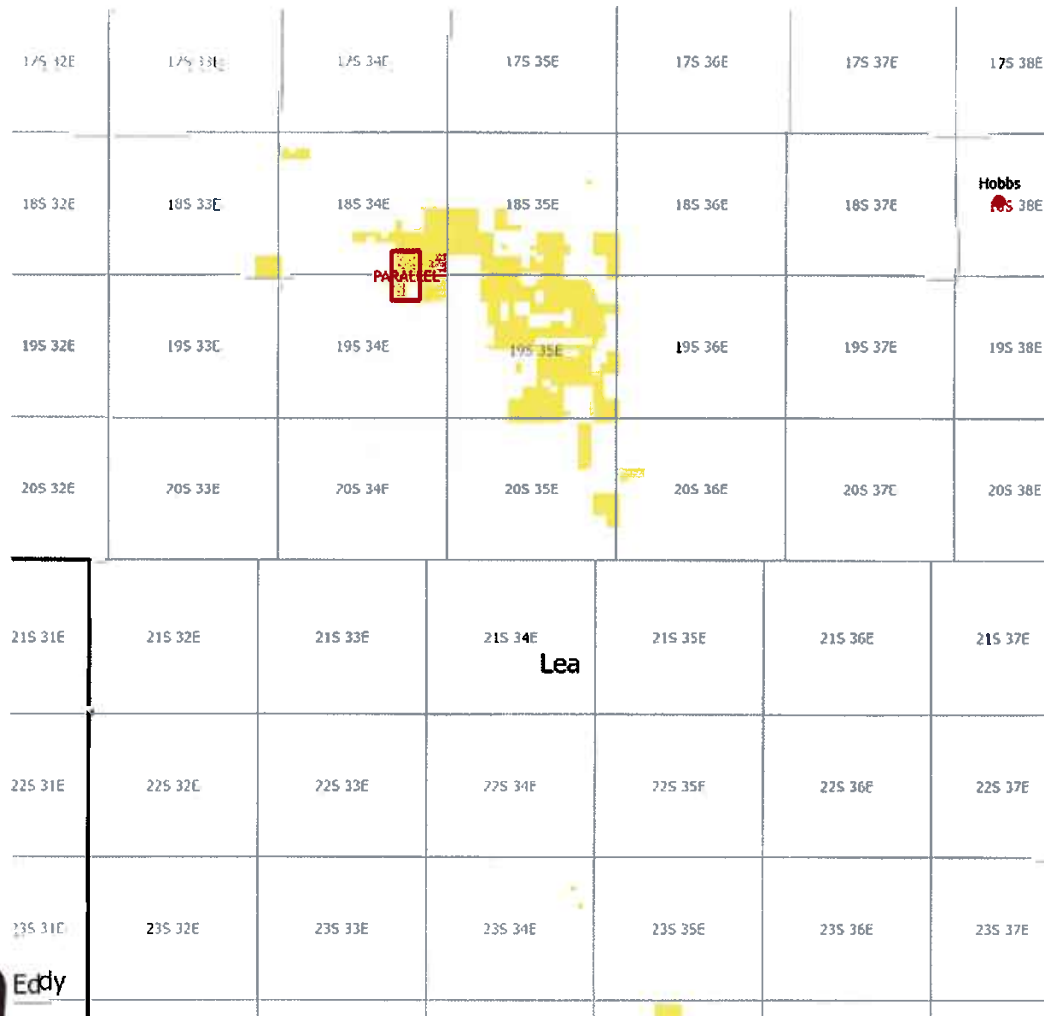 17S 32E 17S 33E 17S 34E 17S 35E 17S 36E 17S 37E 17S 38E
Hobbs
18S 32E 18S 33E 18S 34E 18S 35E 18S 36E 18S 37E 18S 38E
PARALLEL
19S 32E 19S 33E 19S 34E 19S 35E 19S 36E 19S 37E 19S 38E
20S 32E 20S 33E 20S 34E 20S 35E 20S 36E 20S 37E 20S 38E
21S 31E 21S 32E 21S 33E 21S 34E 21S 35E 21S 36E 21S 37E
Lea
22S 31E 22S 32E 22S 33E 22S 34E 22S 35E 22S 36E 22S 37E
23S 31E 23S 32E 23S 33E 23S 34E 23S 35E 23S 36E 23S 37E
Eddy